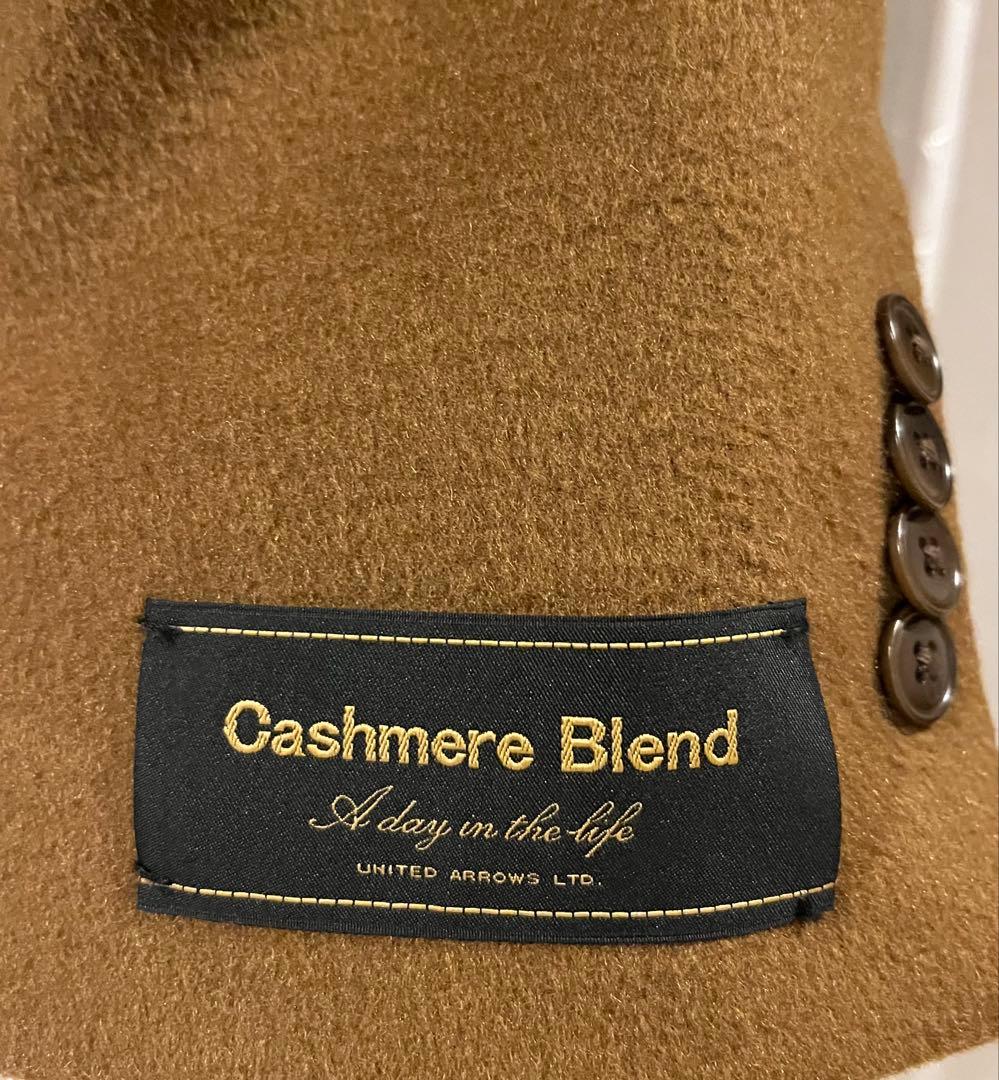 Cashmere Blend
A day in the life
UNITED ARROWS LTD.